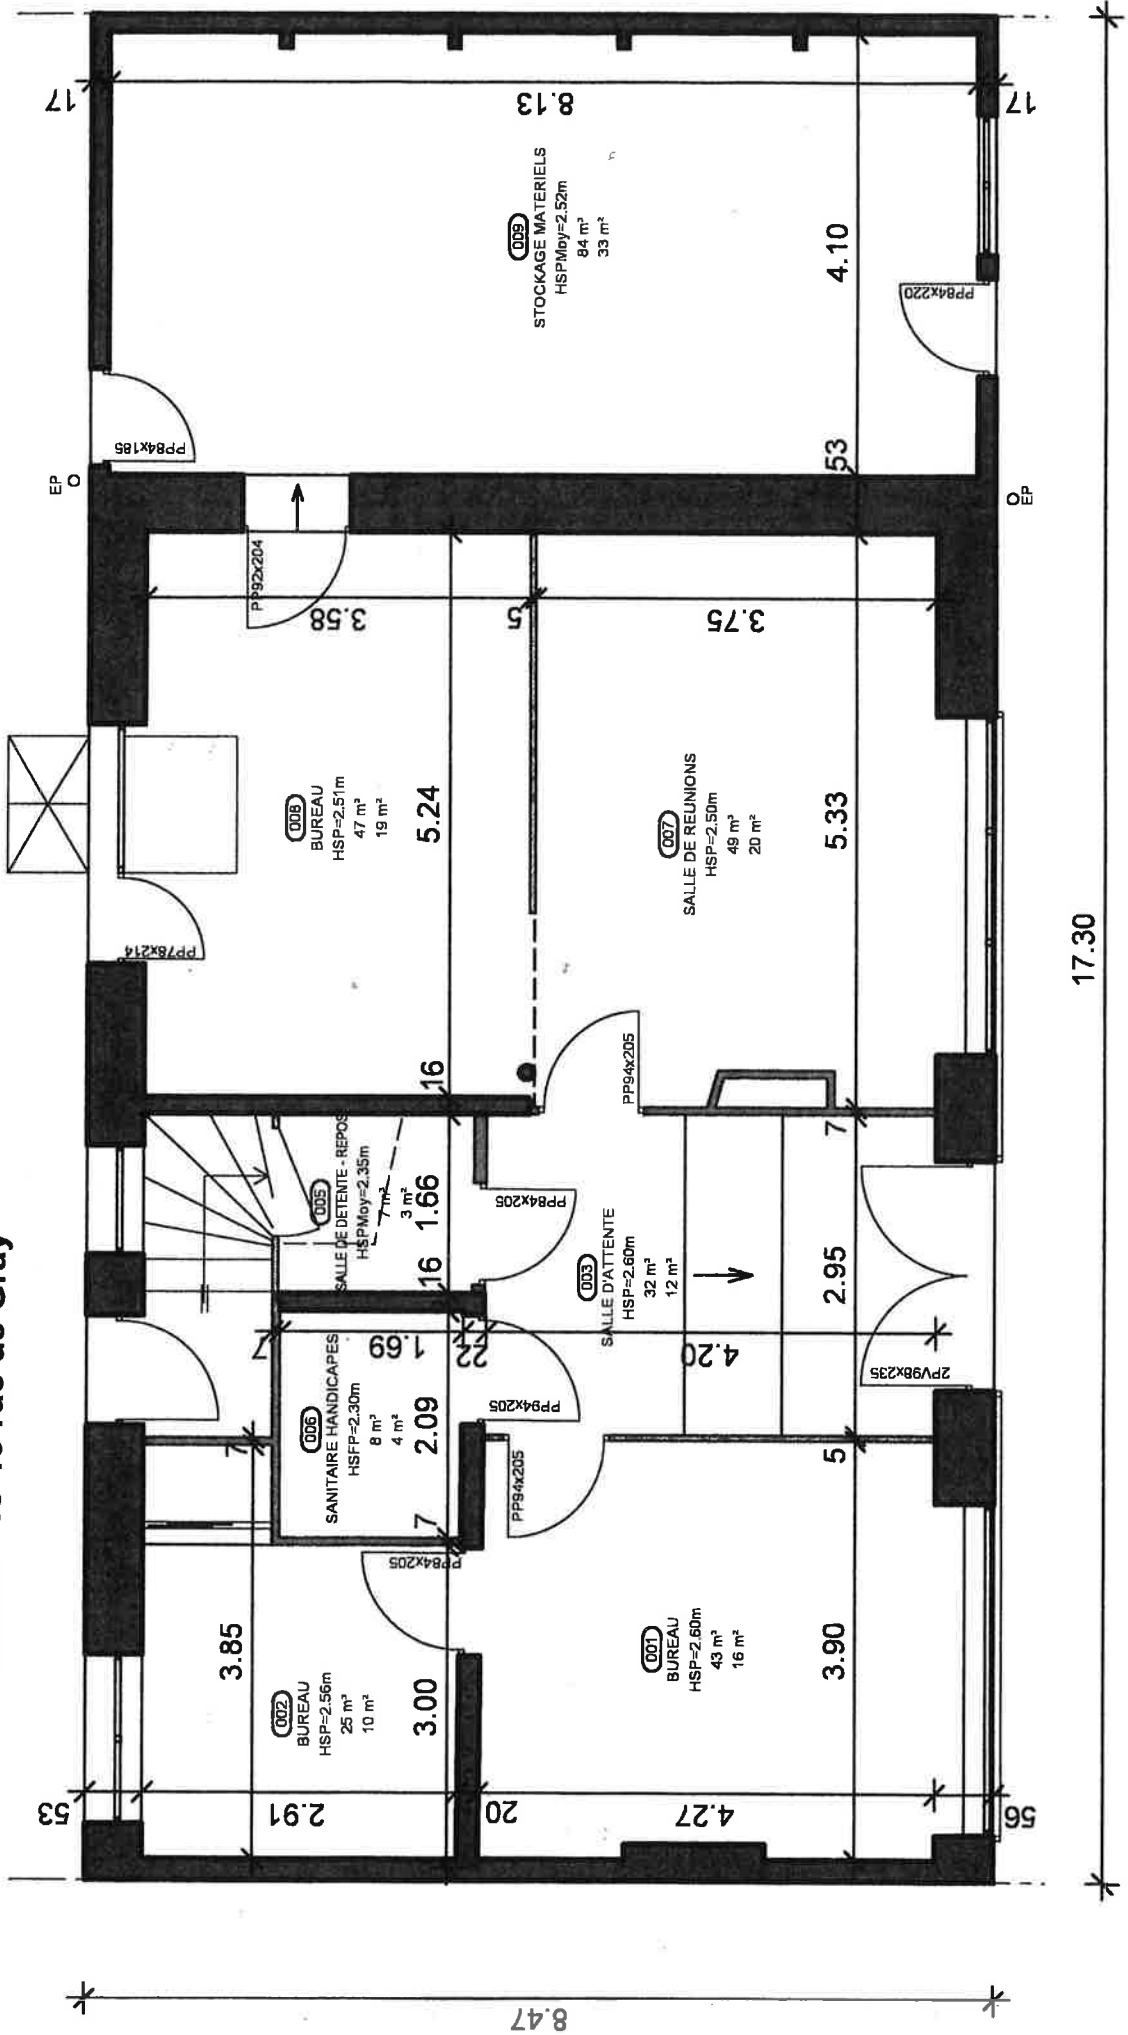 17
8.13
17
009
STOCKAGE MATERIELS
HSPMoy=2.52m
84 m³
33 m²
4.10
PP84x220
PP84x185
53
EP
EP
PP92x204
3.58
5
3.75
008
BUREAU
HSP=2.51m
47 m³
19 m²
5.24
007
SALLE DE REUNIONS
HSP=2.50m
49 m³
20 m²
5.33
PP78x214
16
PP94x205
7
005
SALLE DE DETENTE - REPOS
HSPMoy=2.35m
7 m³
3 m²
1.66
16
PP84x205
003
SALLE D'ATTENTE
HSP=2.60m
32 m³
12 m²
2.95
7
1.69
22
4.20
006
SANITAIRE HANDICAPES
HSFP=2.30m
8 m³
4 m²
2.09
PP94x205
2PV98x235
7
7
5
PP94x205
PP84x205
3.85
002
BUREAU
HSP=2.56m
25 m³
10 m²
3.00
001
BUREAU
HSP=2.60m
43 m³
16 m²
3.90
53
2.91
20
4.27
56
17.30
8.47